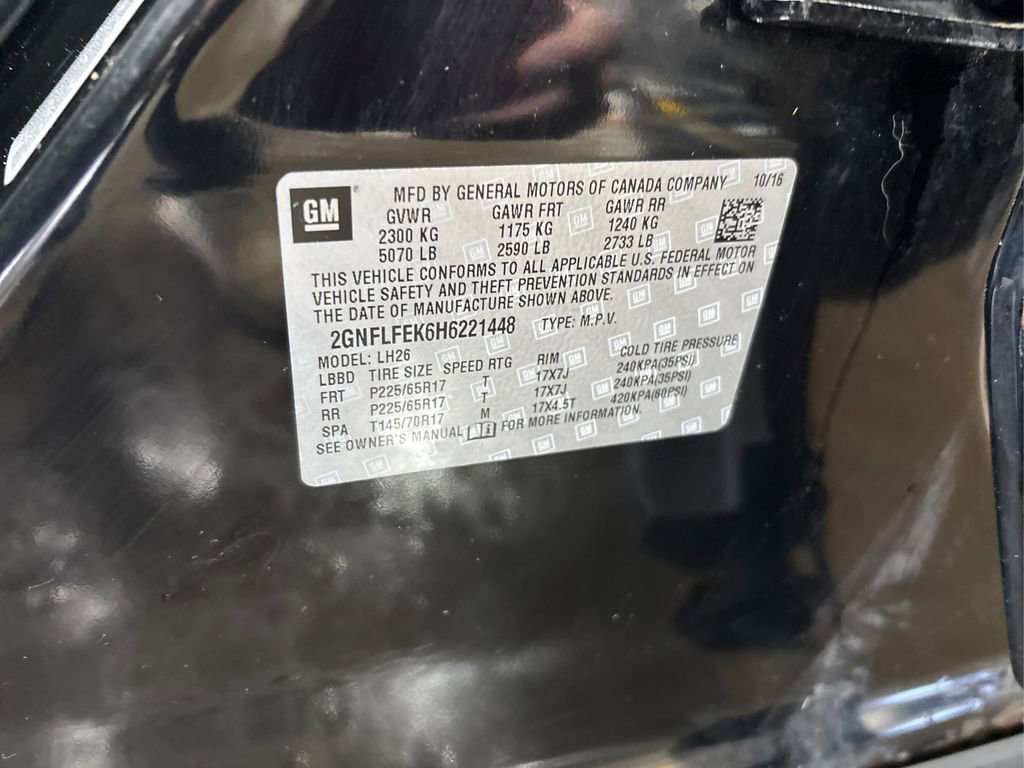 GM
MFD BY GENERAL MOTORS OF CANADA COMPANY 10/16
GVWR GAWR FRT GAWR RR
2300 KG 1175 KG 1240 KG
5070 LB 2590 LB 2733 LB
THIS VEHICLE CONFORMS TO ALL APPLICABLE U.S. FEDERAL MOTOR
VEHICLE SAFETY AND THEFT PREVENTION STANDARDS IN EFFECT ON
THE DATE OF MANUFACTURE SHOWN ABOVE.
2GNFLFEK6H6221448 TYPE: M.P.V.
MODEL: LH26
LBBD TIRE SIZE SPEED RTG RIM COLD TIRE PRESSURE
FRT P225/65R17 T 17X7J 240KPA(35PSI)
RR P225/65R17 T 17X7J 240KPA(35PSI)
SPA T145/70R17 M 17X4.5T 420KPA(60PSI)
SEE OWNER'S MANUAL FOR MORE INFORMATION.